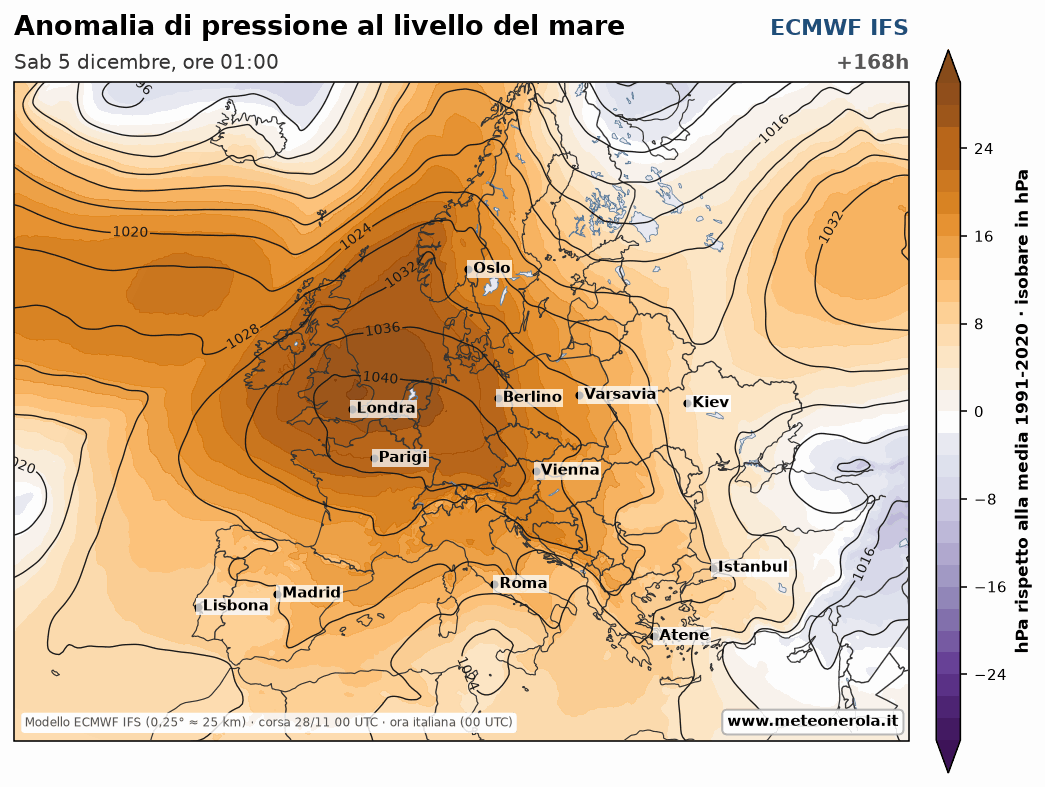 Anomalia di pressione al livello del mare
ECMWF IFS
Sab 5 dicembre, ore 01:00
+168h
1016
1032
1020
1024
1032
1028
1036
1040
Oslo
Londra
Berlino
Varsavia
Kiev
Parigi
Vienna
020
1016
Istanbul
Roma
Madrid
Lisbona
Atene
1024
24
16
8
0
−8
−16
−24
hPa rispetto alla media 1991-2020 · isobare in hPa
Modello ECMWF IFS (0,25° ≈ 25 km) · corsa 28/11 00 UTC · ora italiana (00 UTC)
www.meteonerola.it